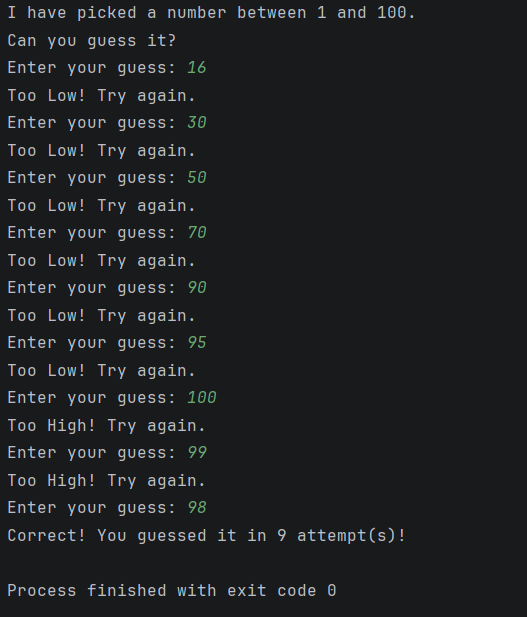 I have picked a number between 1 and 100.
Can you guess it?
Enter your guess: 16
Too Low! Try again.
Enter your guess: 30
Too Low! Try again.
Enter your guess: 50
Too Low! Try again.
Enter your guess: 70
Too Low! Try again.
Enter your guess: 90
Too Low! Try again.
Enter your guess: 95
Too Low! Try again.
Enter your guess: 100
Too High! Try again.
Enter your guess: 99
Too High! Try again.
Enter your guess: 98
Correct! You guessed it in 9 attempt(s)!
Process finished with exit code 0